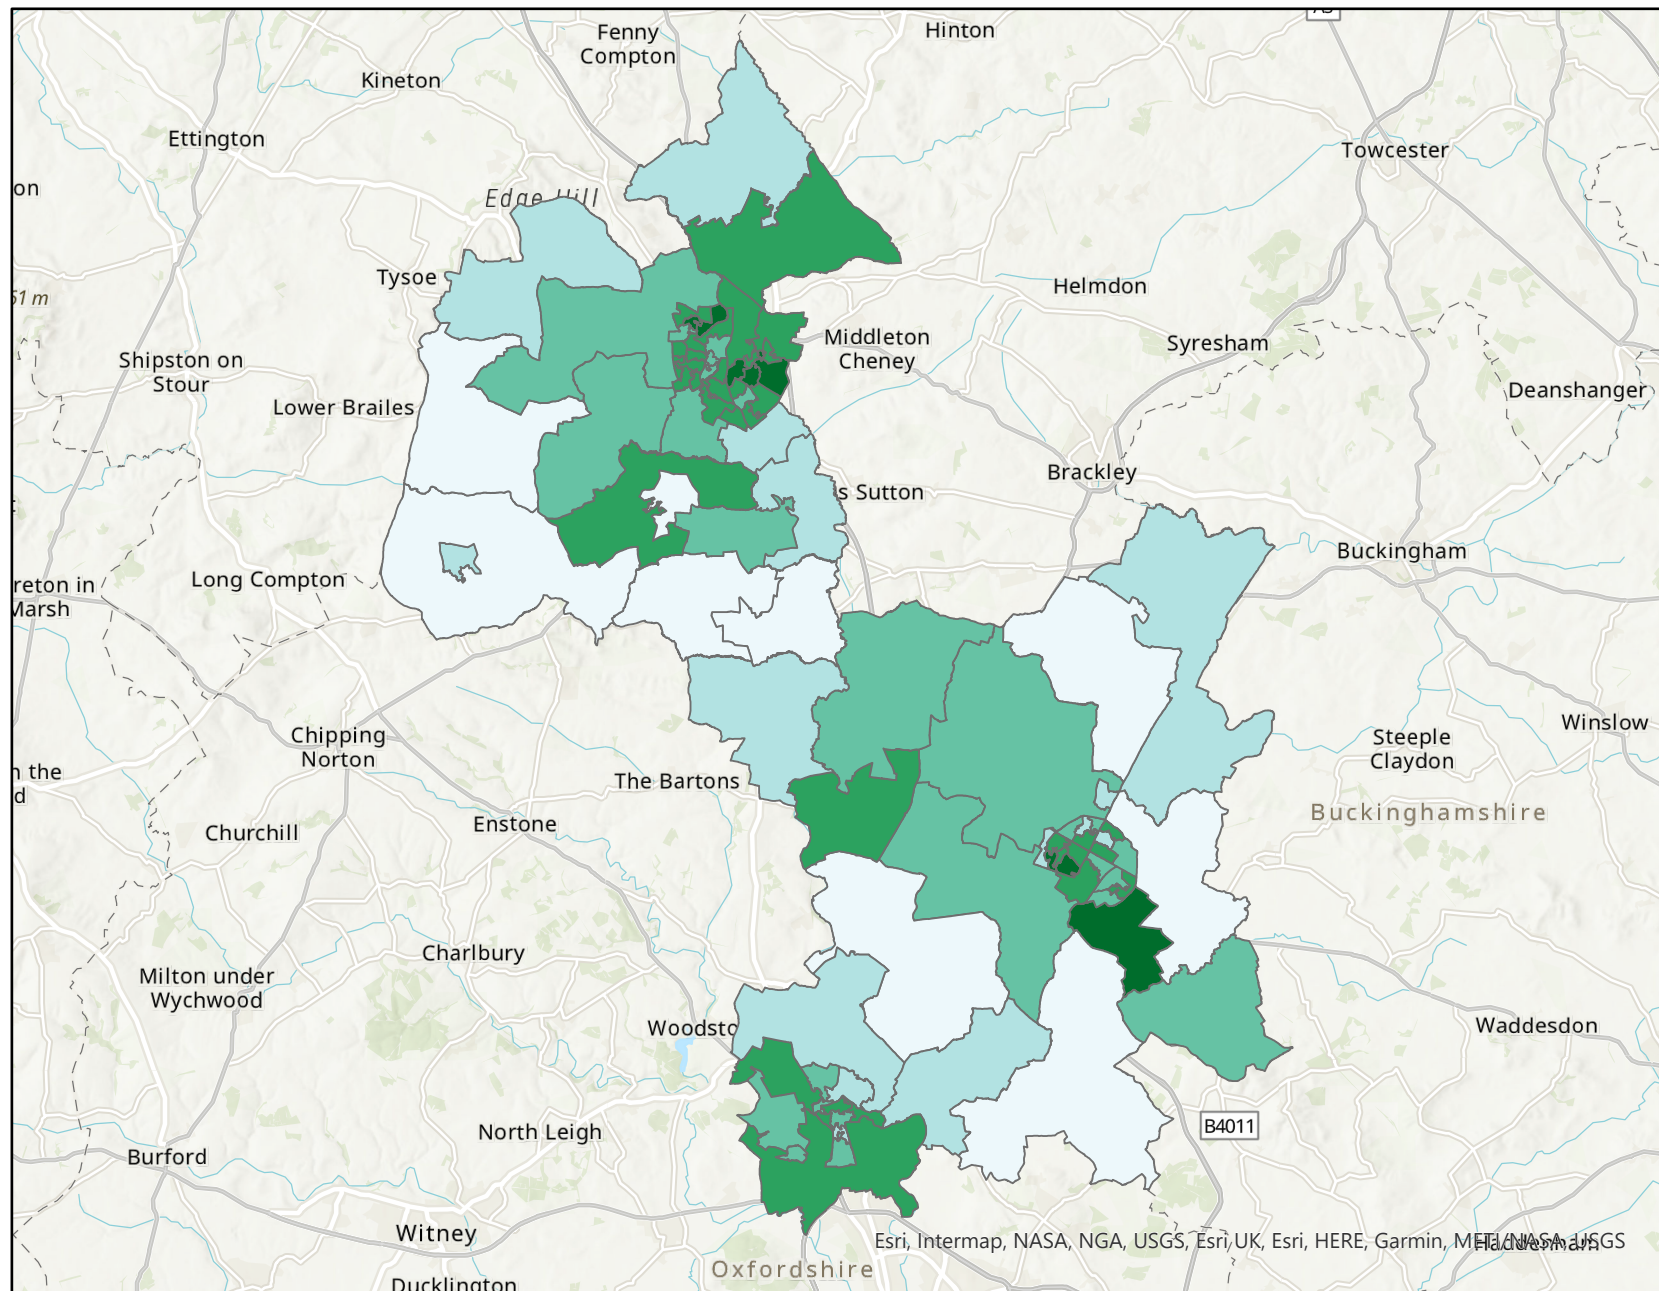 A5
Fenny
Compton
Hinton
Kineton
Ettington
Towcester
on
Edge Hill
Tysoe
51 m
Helmdon
Middleton
Cheney
Syresham
Shipston on
Stour
Deanshanger
Lower Brailes
Brackley
s Sutton
Buckingham
Long Compton
reton in
Marsh
Winslow
Chipping
Norton
Steeple
Claydon
n the
d
The Bartons
Buckinghamshire
Enstone
Churchill
Charlbury
Milton under
Wychwood
Woodsto
Waddesdon
North Leigh
B4011
Burford
Witney
Esri, Intermap, NASA, NGA, USGS, Esri UK, Esri, HERE, Garmin, METI/NASA, USGS
Haddenham
Oxfordshire
Ducklington